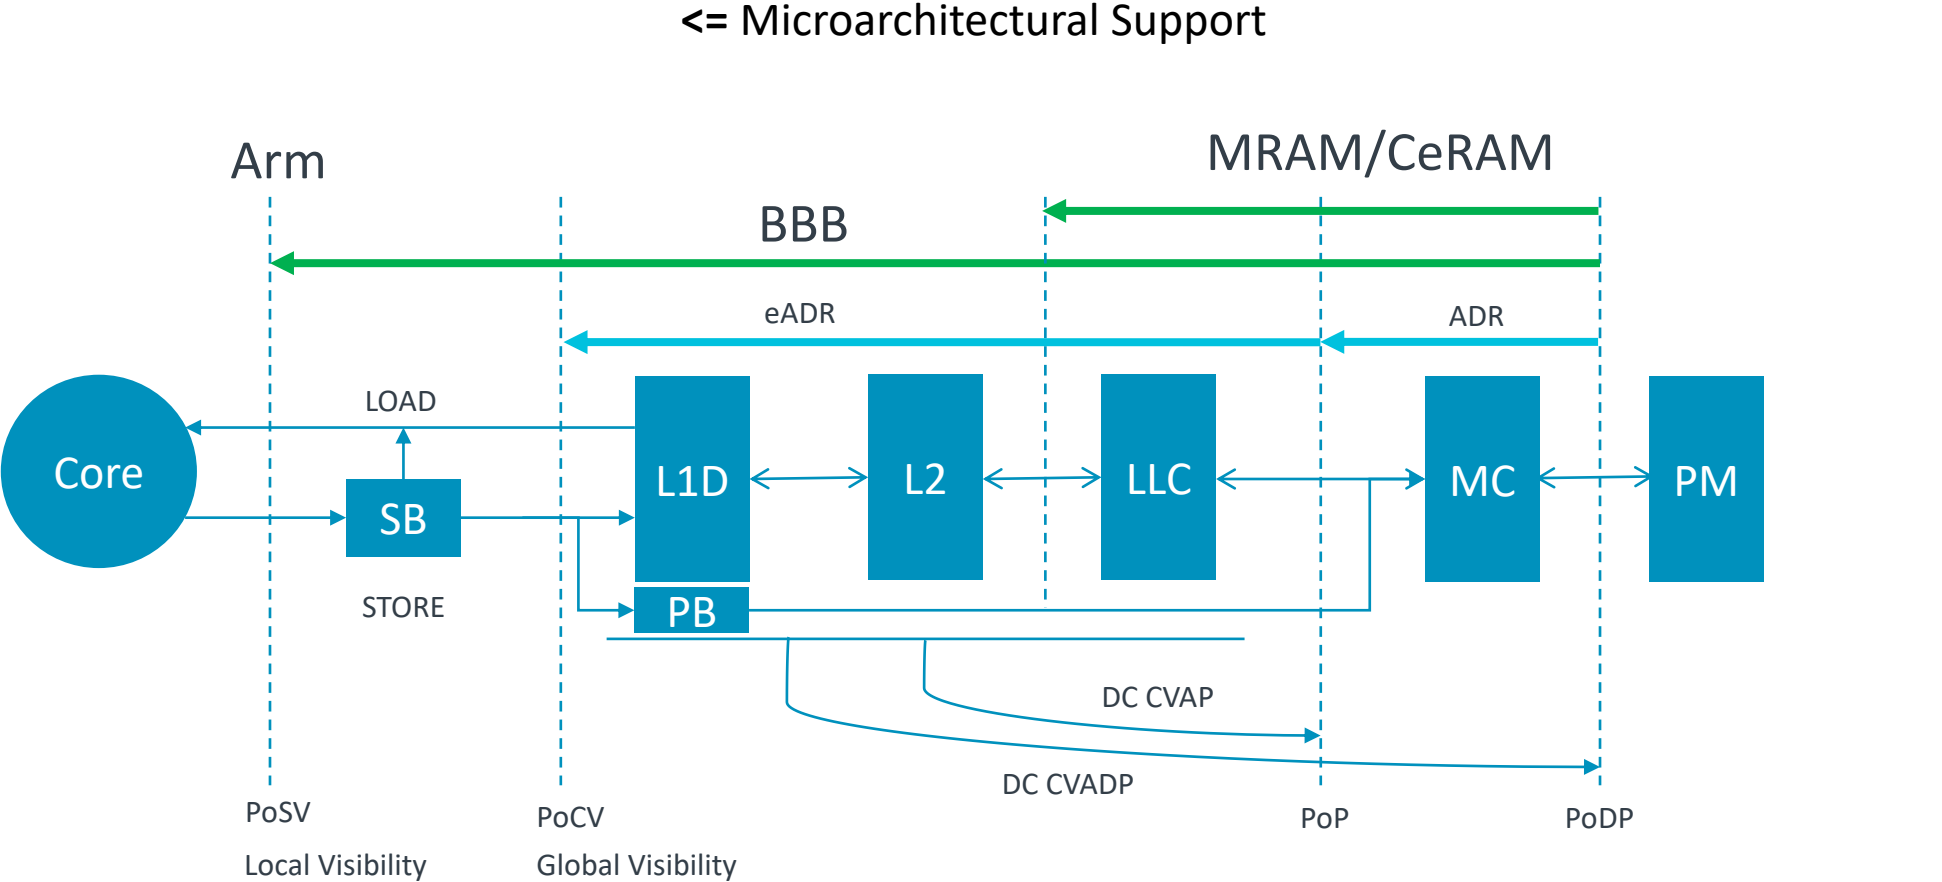 <= Microarchitectural Support
Arm
MRAM/CeRAM
BBB
eADR
ADR
LOAD
Core
SB
L1D
L2
LLC
MC
PM
STORE
PB
DC CVAP
DC CVADP
PoSV
PoCV
PoP
PoDP
Local Visibility
Global Visibility